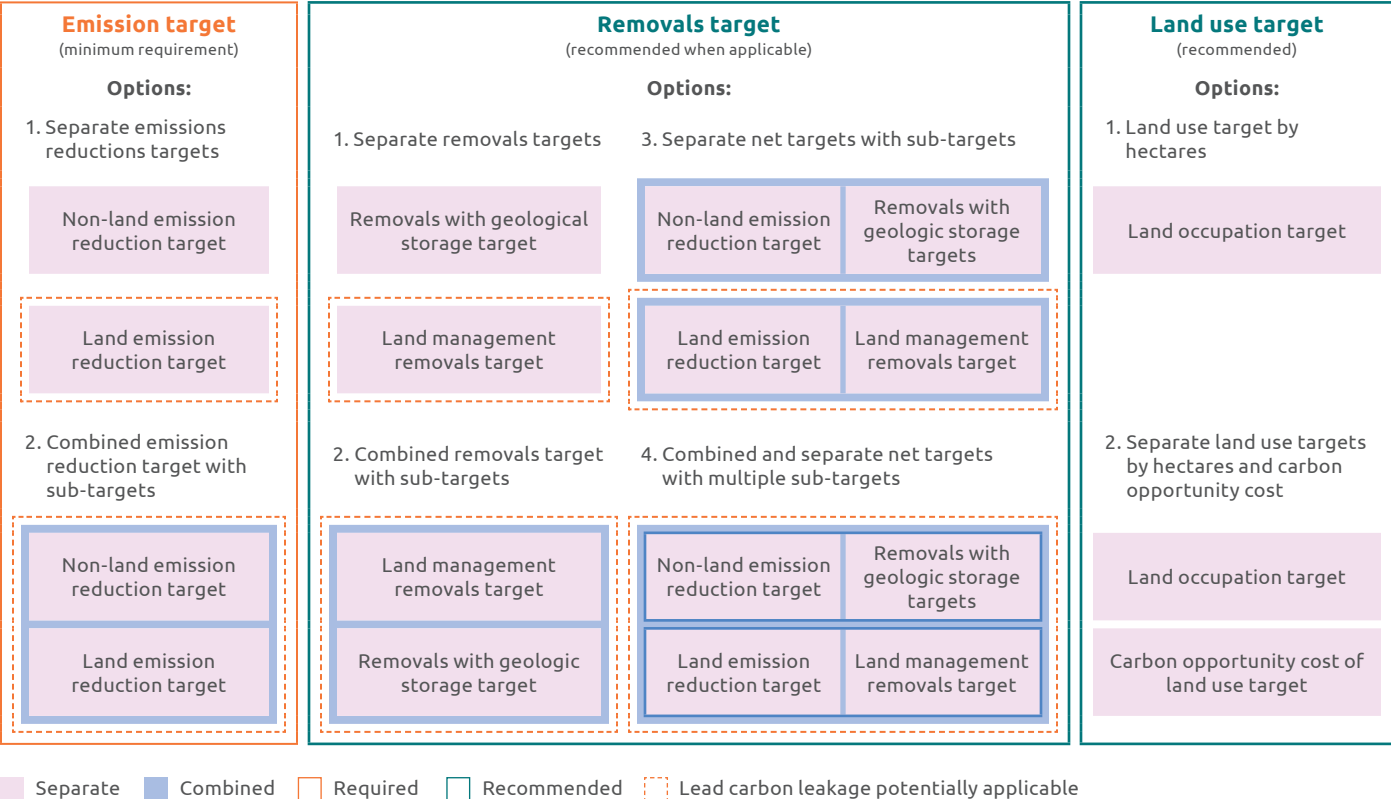 Emission target
(minimum requirement)
Options:
1. Separate emissions
reductions targets
Non-land emission
reduction target
Land emission
reduction target
2. Combined emission
reduction target with
sub-targets
Non-land emission
reduction target
Land emission
reduction target
Removals target
(recommended when applicable)
Options:
1. Separate removals targets
Removals with geological
storage target
Land management
removals target
2. Combined removals target
with sub-targets
Land management
removals target
Removals with geologic
storage target
3. Separate net targets with sub-targets
Non-land emission
reduction target
Removals with
geologic storage
targets
Land emission
reduction target
Land management
removals target
4. Combined and separate net targets
with multiple sub-targets
Non-land emission
reduction target
Removals with
geologic storage
targets
Land emission
reduction target
Land management
removals target
Land use target
(recommended)
Options:
1. Land use target by
hectares
Land occupation target
2. Separate land use targets
by hectares and carbon
opportunity cost
Land occupation target
Carbon opportunity cost of
land use target
Separate
Combined
Required
Recommended
Lead carbon leakage potentially applicable